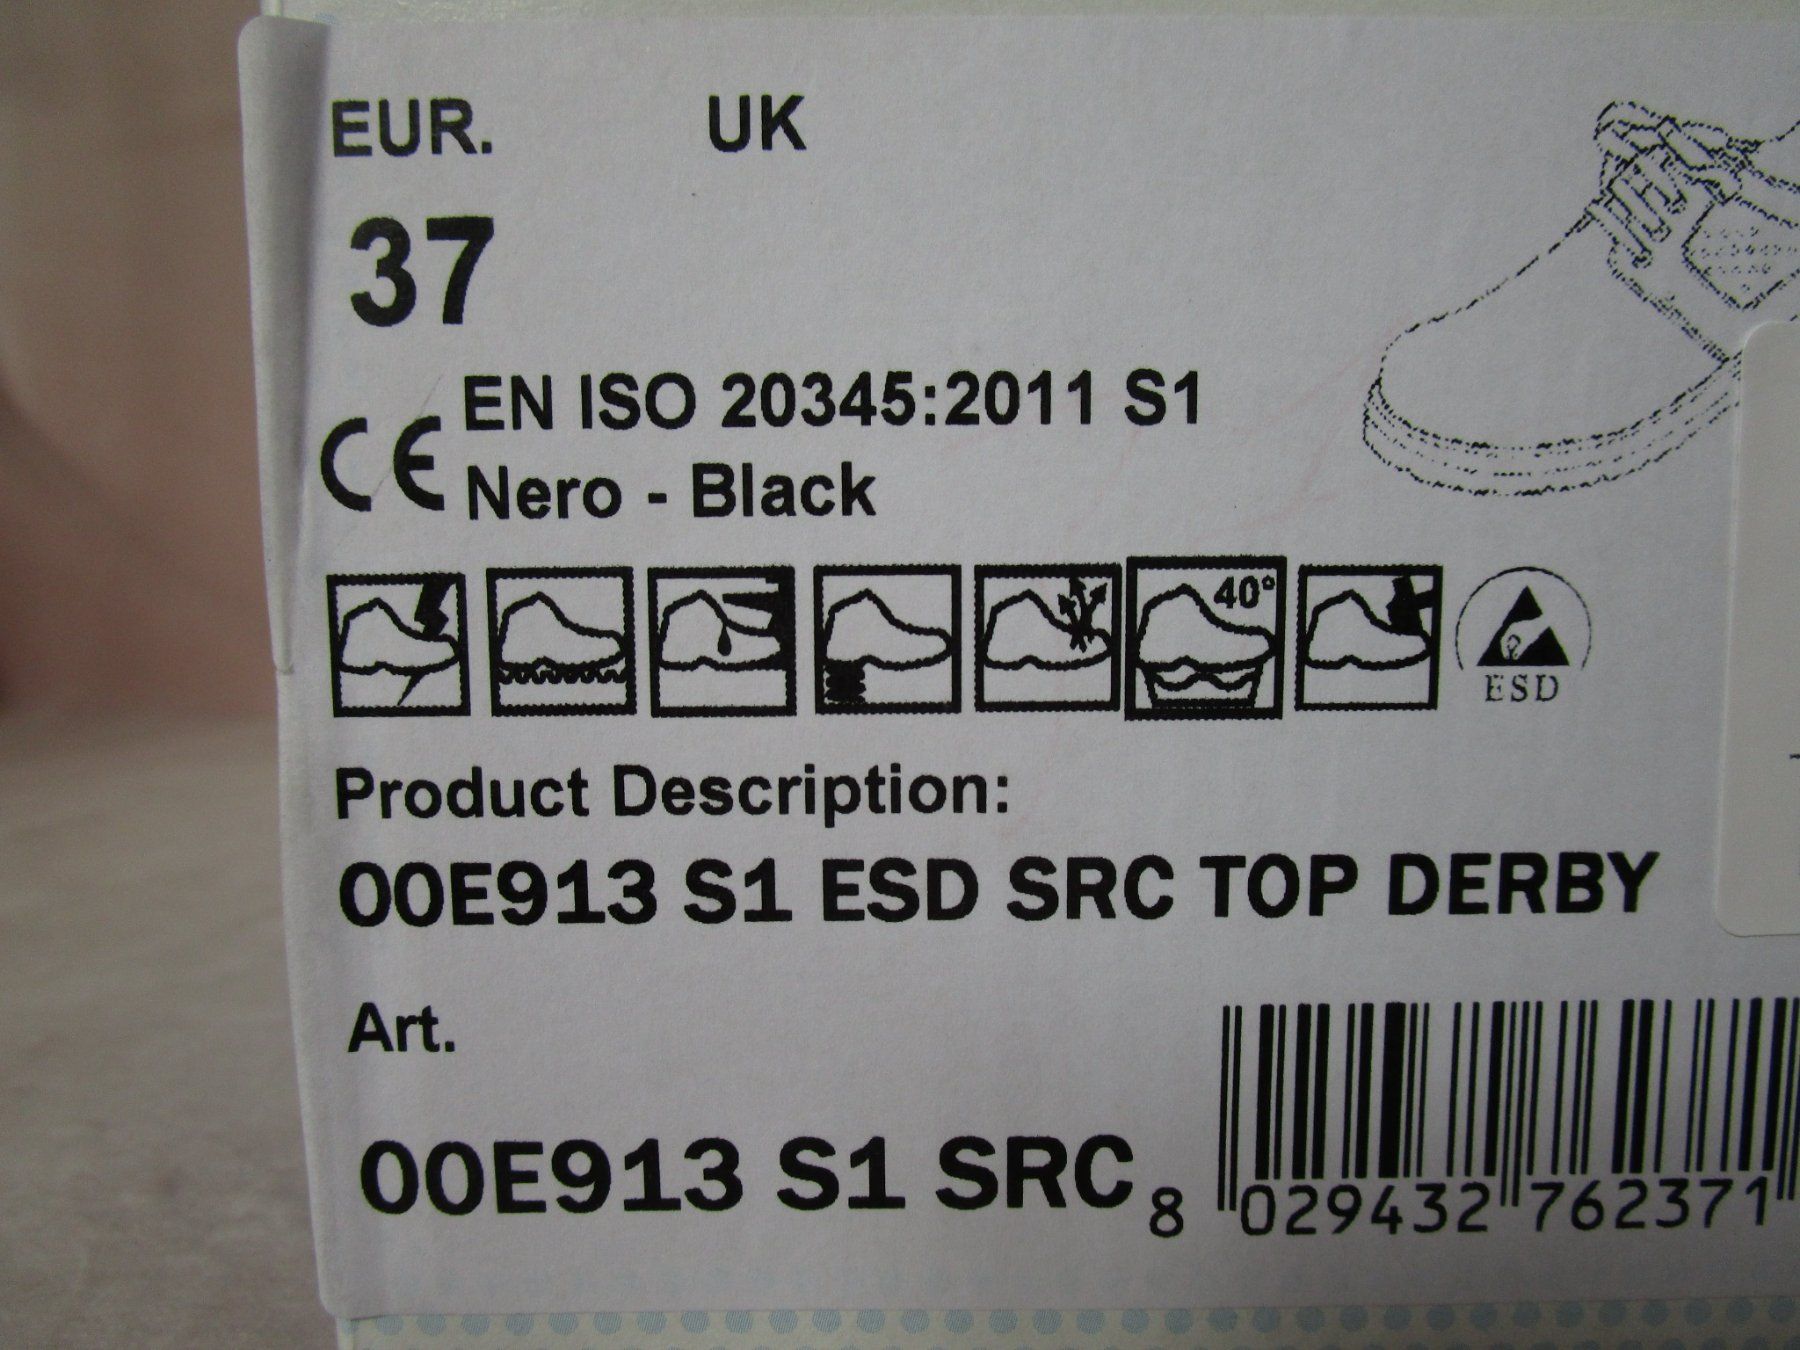 EUR. UK
37
CE EN ISO 20345:2011 S1
Nero - Black
40°
ESD
Product Description:
00E913 S1 ESD SRC TOP DERBY
Art.
00E913 S1 SRC
8 029432 762371